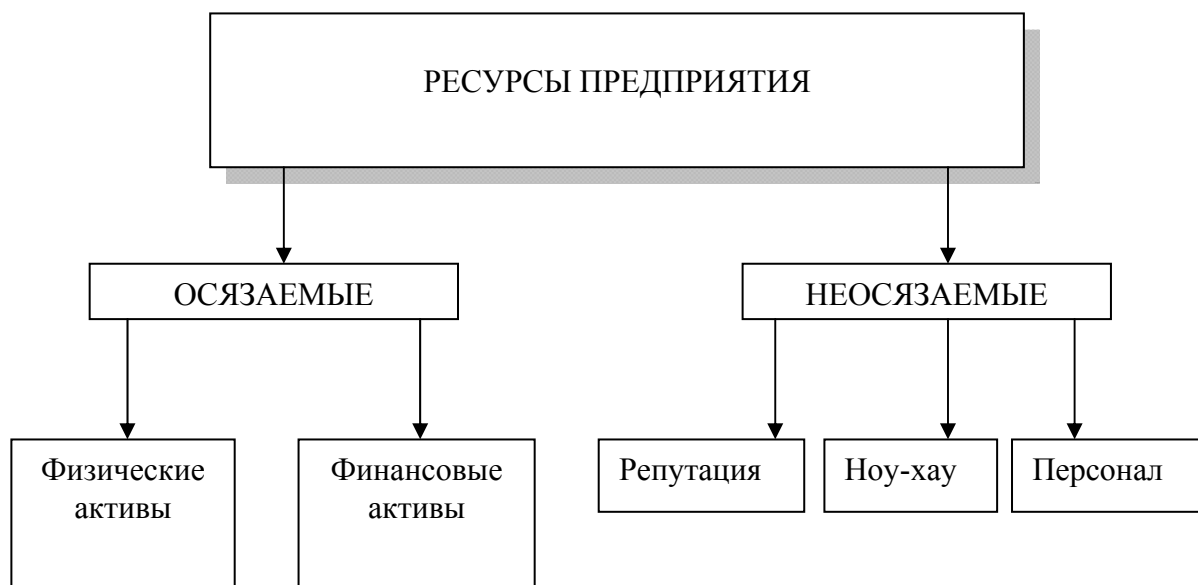 РЕСУРСЫ ПРЕДПРИЯТИЯ
ОСЯЗАЕМЫЕ
НЕОСЯЗАЕМЫЕ
Физические
активы
Финансовые
активы
Репутация
Ноу-хау
Персонал